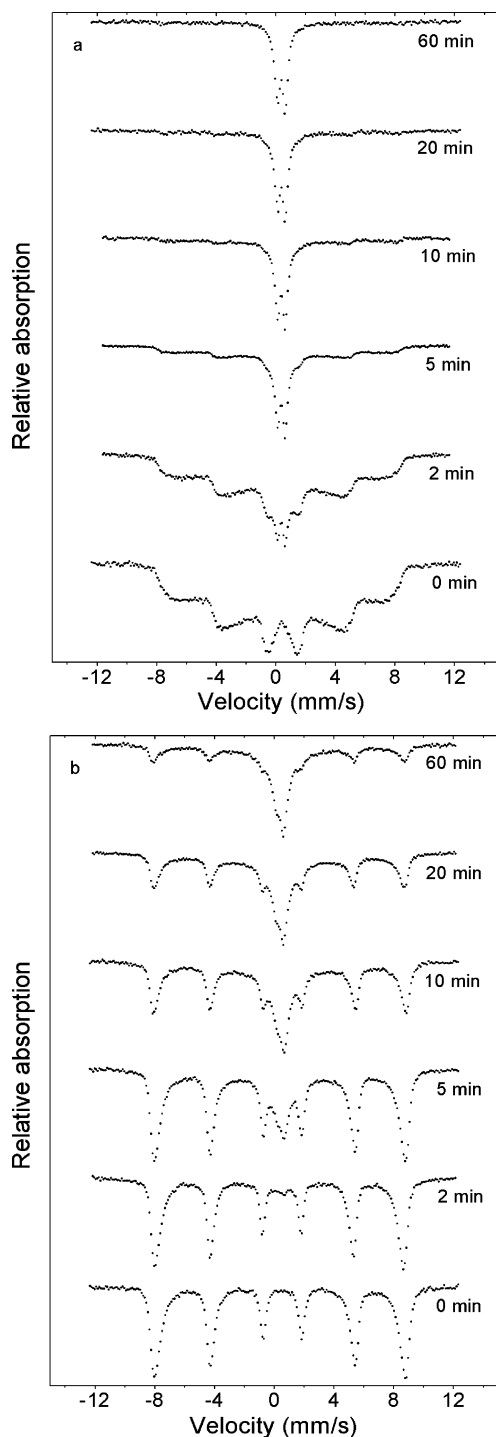 a
60 min
20 min
10 min
5 min
2 min
0 min
Relative absorption
-12 -8 -4 0 4 8 12
Velocity (mm/s)
b
60 min
20 min
10 min
5 min
2 min
0 min
Relative absorption
-12 -8 -4 0 4 8 12
Velocity (mm/s)